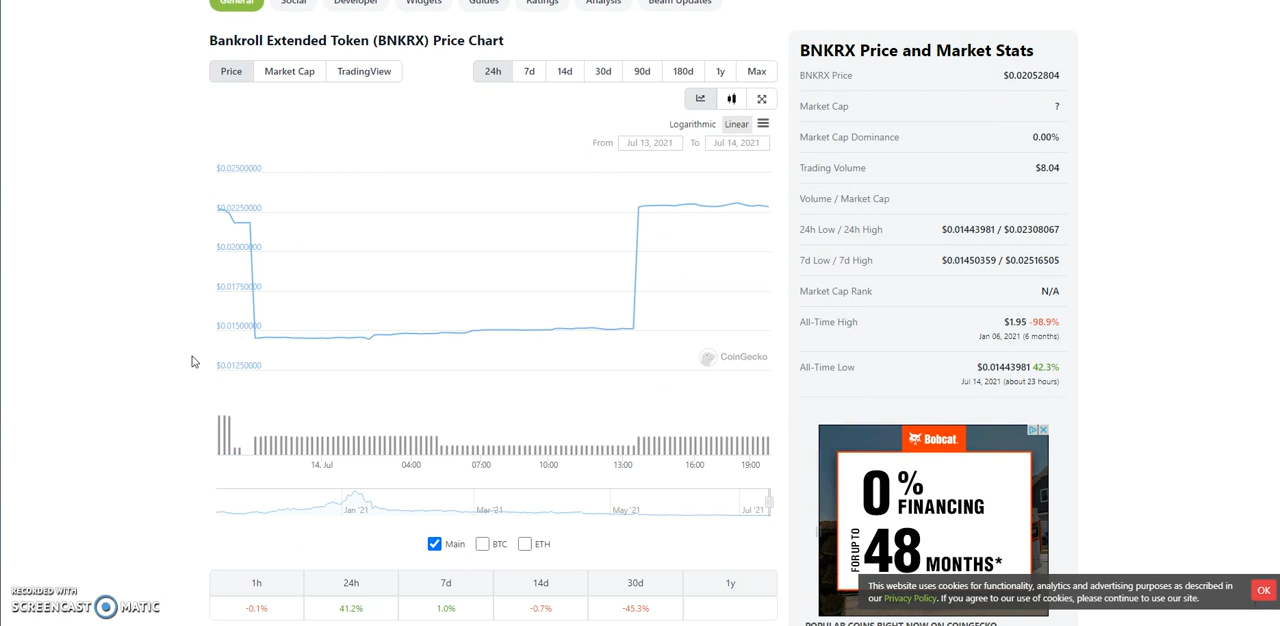 General Social Developer Widgets Guides Ratings Analysis Beam Updates
Bankroll Extended Token (BNKRX) Price Chart
Price Market Cap TradingView
24h 7d 14d 30d 90d 180d 1y Max
Logarithmic Linear
From Jul 13, 2021 To Jul 14, 2021
$0.02500000
$0.02250000
$0.02000000
$0.01750000
$0.01500000
$0.01250000
CoinGecko
14. Jul 04:00 07:00 10:00 13:00 16:00 19:00
Jan '21 Mar '21 May '21 Jul '21
Main BTC ETH
1h 24h 7d 14d 30d 1y
-0.1% 41.2% 1.0% -0.7% -45.3%
BNKRX Price and Market Stats
BNKRX Price $0.02052804
Market Cap ?
Market Cap Dominance 0.00%
Trading Volume $8.04
Volume / Market Cap
24h Low / 24h High $0.01443981 / $0.02308067
7d Low / 7d High $0.01450359 / $0.02516505
Market Cap Rank N/A
All-Time High $1.95 -98.9%
Jan 06, 2021 (6 months)
All-Time Low $0.01443981 42.3%
Jul 14, 2021 (about 23 hours)
Bobcat.
0%
FINANCING
FOR UP TO
48 MONTHS*
This website uses cookies for functionality, analytics and advertising purposes as described in
our Privacy Policy. If you agree to our use of cookies, please continue to use our site.
OK
POPULAR COINS RIGHT NOW ON COINGECKO
RECORDED WITH
SCREENCAST MATIC